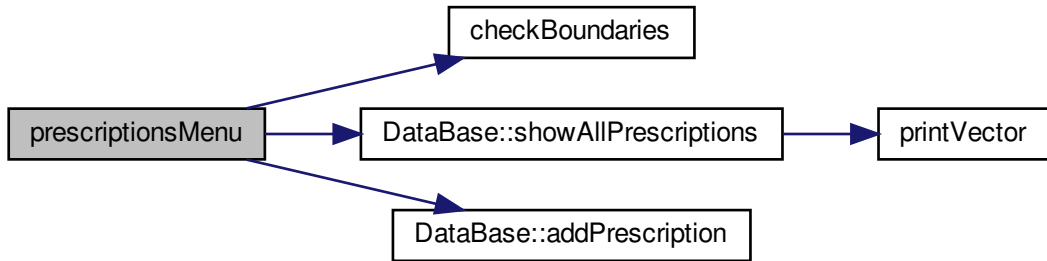 checkBoundaries
prescriptionsMenu
DataBase::showAllPrescriptions
printVector
DataBase::addPrescription